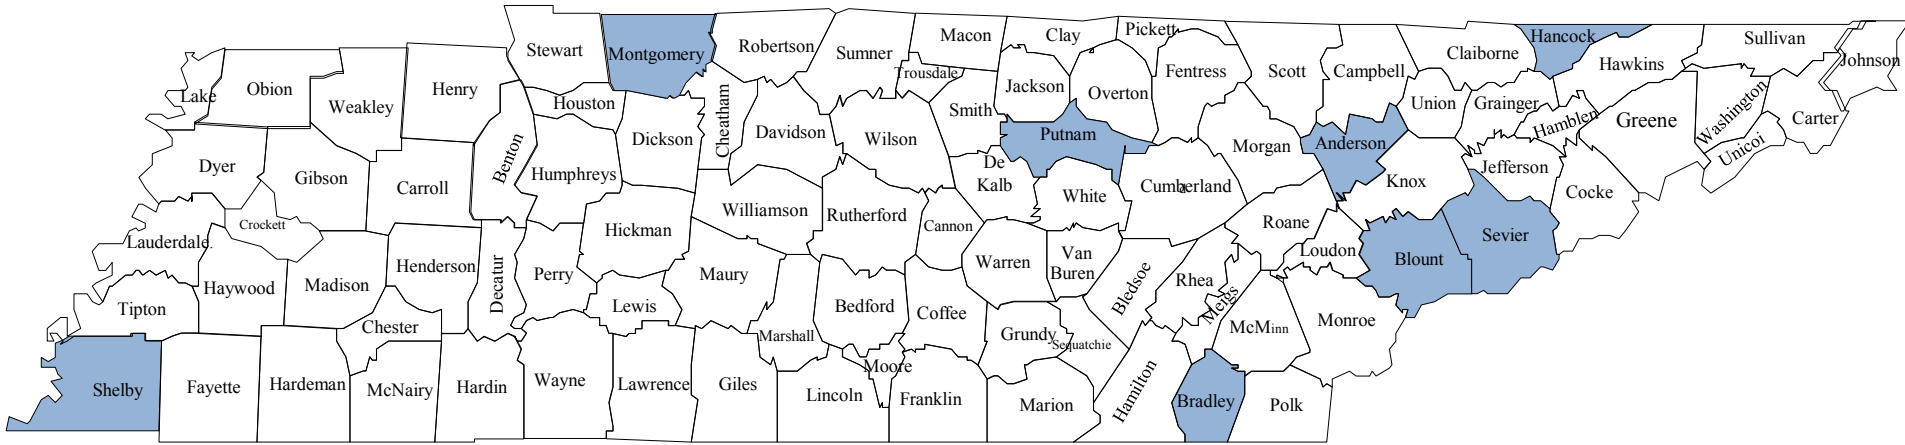 Stewart
Montgomery
Robertson
Sumner
Macon
Clay
Pickett
Hancock
Sullivan
Johnson
Lake
Obion
Weakley
Henry
Houston
Cheatham
Trousdale
Jackson
Overton
Fentress
Scott
Campbell
Claiborne
Hawkins
Union
Grainger
Hamblen
Greene
Washington
Carter
Unicoi
Dyer
Gibson
Carroll
Benton
Humphreys
Dickson
Davidson
Wilson
Smith
Putnam
De
Kalb
White
Cumberland
Morgan
Anderson
Knox
Jefferson
Cocke
Lauderdale.
Crockett
Hickman
Williamson
Rutherford
Cannon
Warren
Van
Buren
Bledsoe
Rhea
Meigs
Roane
Loudon
Blount
Sevier
Tipton
Haywood
Madison
Henderson
Decatur
Perry
Lewis
Maury
Marshall
Bedford
Coffee
Grundy
Sequatchie
McMinn
Monroe
Shelby
Fayette
Hardeman
Chester
McNairy
Hardin
Wayne
Lawrence
Giles
Lincoln
Moore
Franklin
Marion
Hamilton
Bradley
Polk